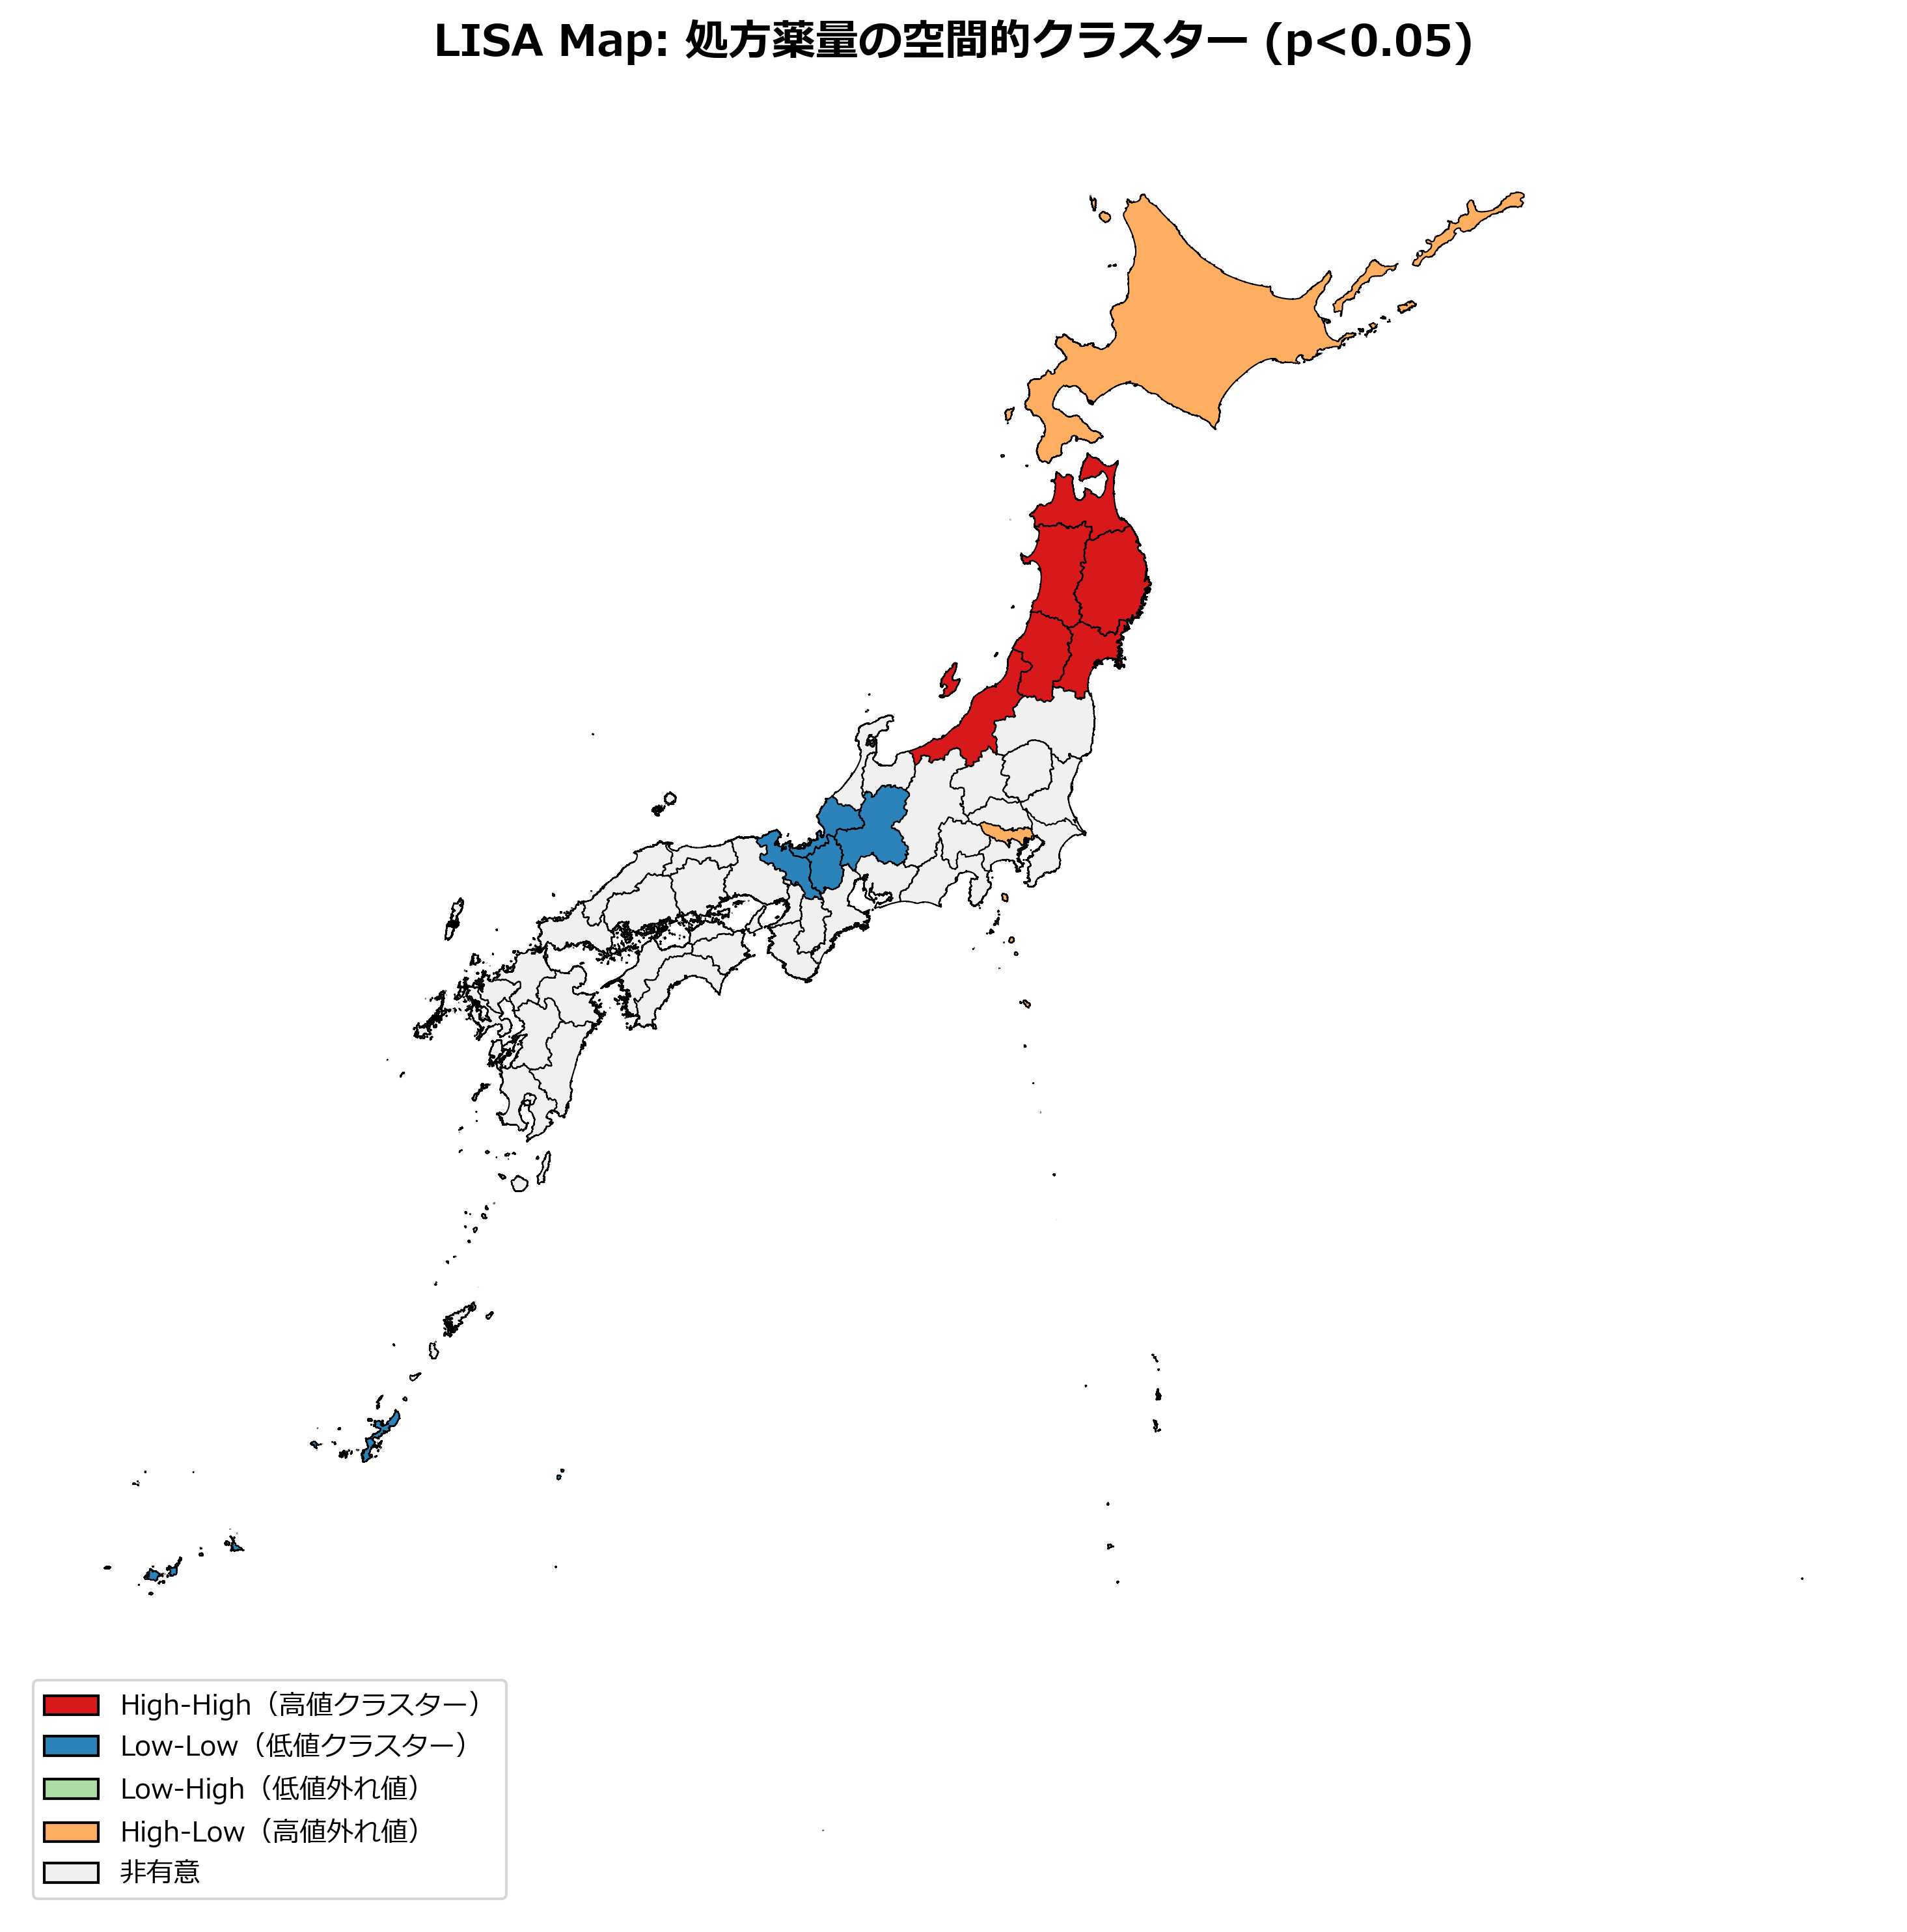 LISA Map: 処方薬量の空間的クラスター (p<0.05)
High-High（高値クラスター）
Low-Low（低値クラスター）
Low-High（低値外れ値）
High-Low（高値外れ値）
非有意